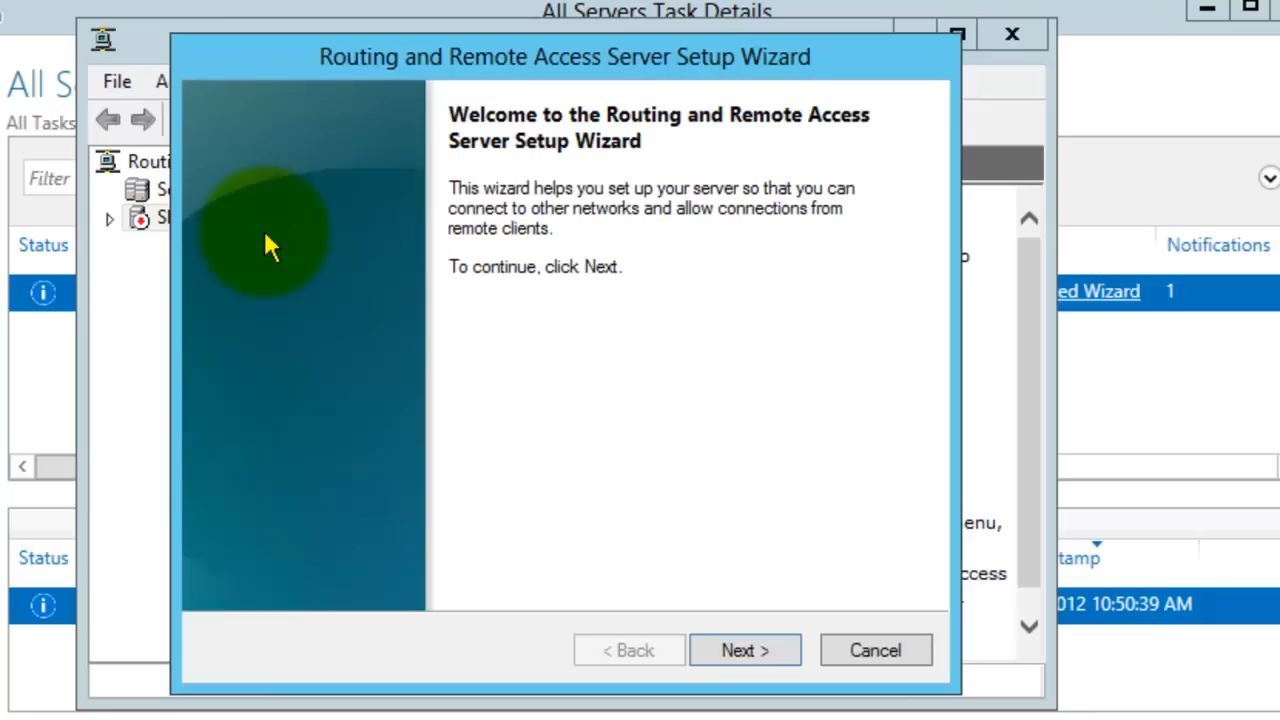 All Servers Task Details
Routing and Remote Access Server Setup Wizard
File A
All S
All Tasks
Filter
Routi
S
Status
Notifications
ed Wizard 1
Welcome to the Routing and Remote Access
Server Setup Wizard
This wizard helps you set up your server so that you can
connect to other networks and allow connections from
remote clients.
To continue, click Next.
o
enu,
ccess
Status
tamp
012 10:50:39 AM
< Back
Next >
Cancel